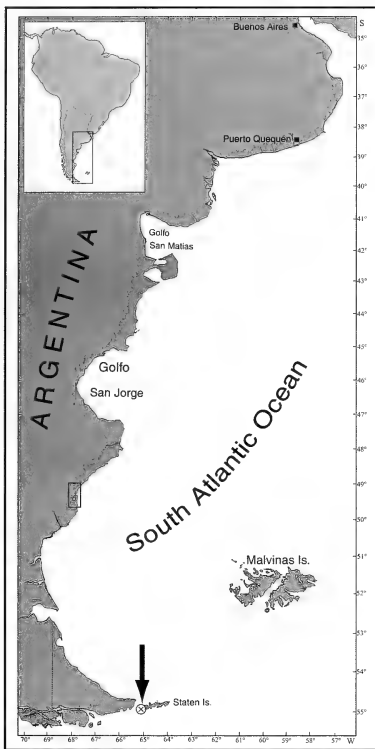 Buenos Aires
S
35°
36°
37°
38°
Puerto Quequén
39°
40°
41°
42°
43°
44°
45°
46°
47°
48°
49°
50°
51°
52°
53°
54°
55°
Golfo
San Matías
ARGENTINA
Golfo
San Jorge
South Atlantic Ocean
Malvinas Is.
Staten Is.
70° 69° 68° 67° 66° 65° 64° 63° 62° 61° 60° 59° 58° 57° W